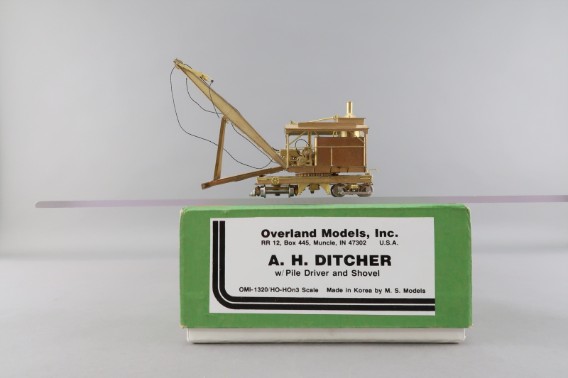 Overland Models, Inc.
RR 12, Box 445, Muncie, IN 47302 U.S.A.
A. H. DITCHER
w/Pile Driver and Shovel
OMI-1320/HO-HOn3 Scale Made in Korea by M. S. Models